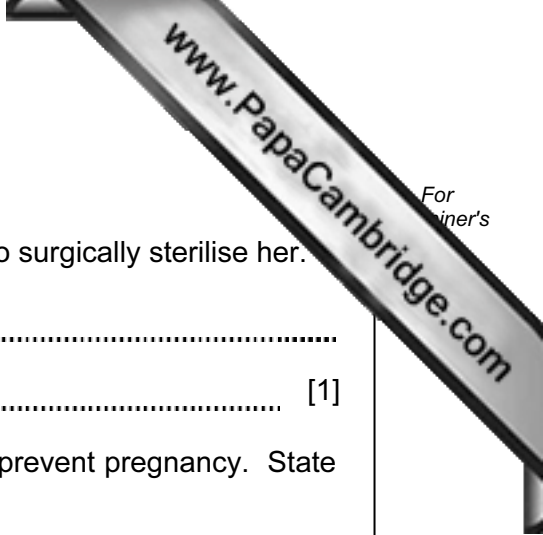 www.PapaCambridge.com
For
iner's
o surgically sterilise her.
[1]
prevent pregnancy. State